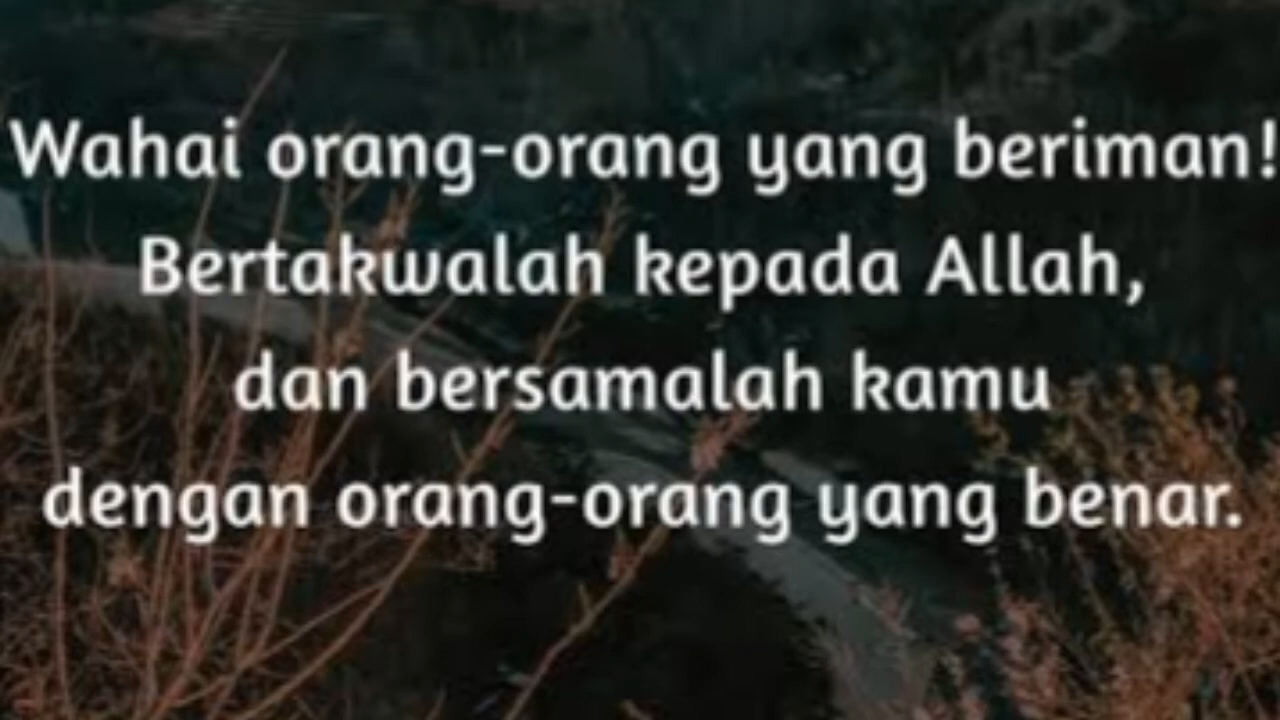 Wahai orang-orang yang beriman!
Bertakwalah kepada Allah,
dan bersamalah kamu
dengan orang-orang yang benar.